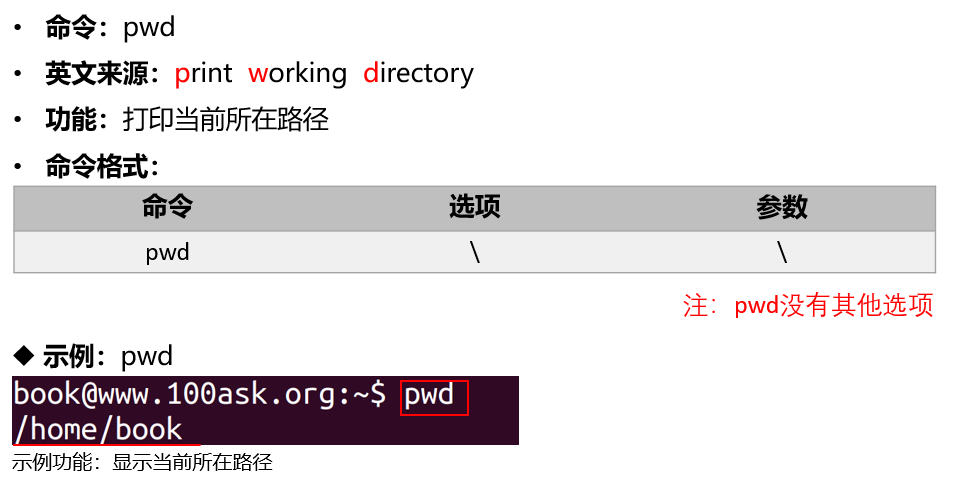 • 命令：pwd
• 英文来源：print working directory
• 功能：打印当前所在路径
• 命令格式：
命令 选项 参数
pwd \ \
注：pwd没有其他选项
◆ 示例：pwd
book@www.100ask.org:~$ pwd
/home/book
示例功能：显示当前所在路径